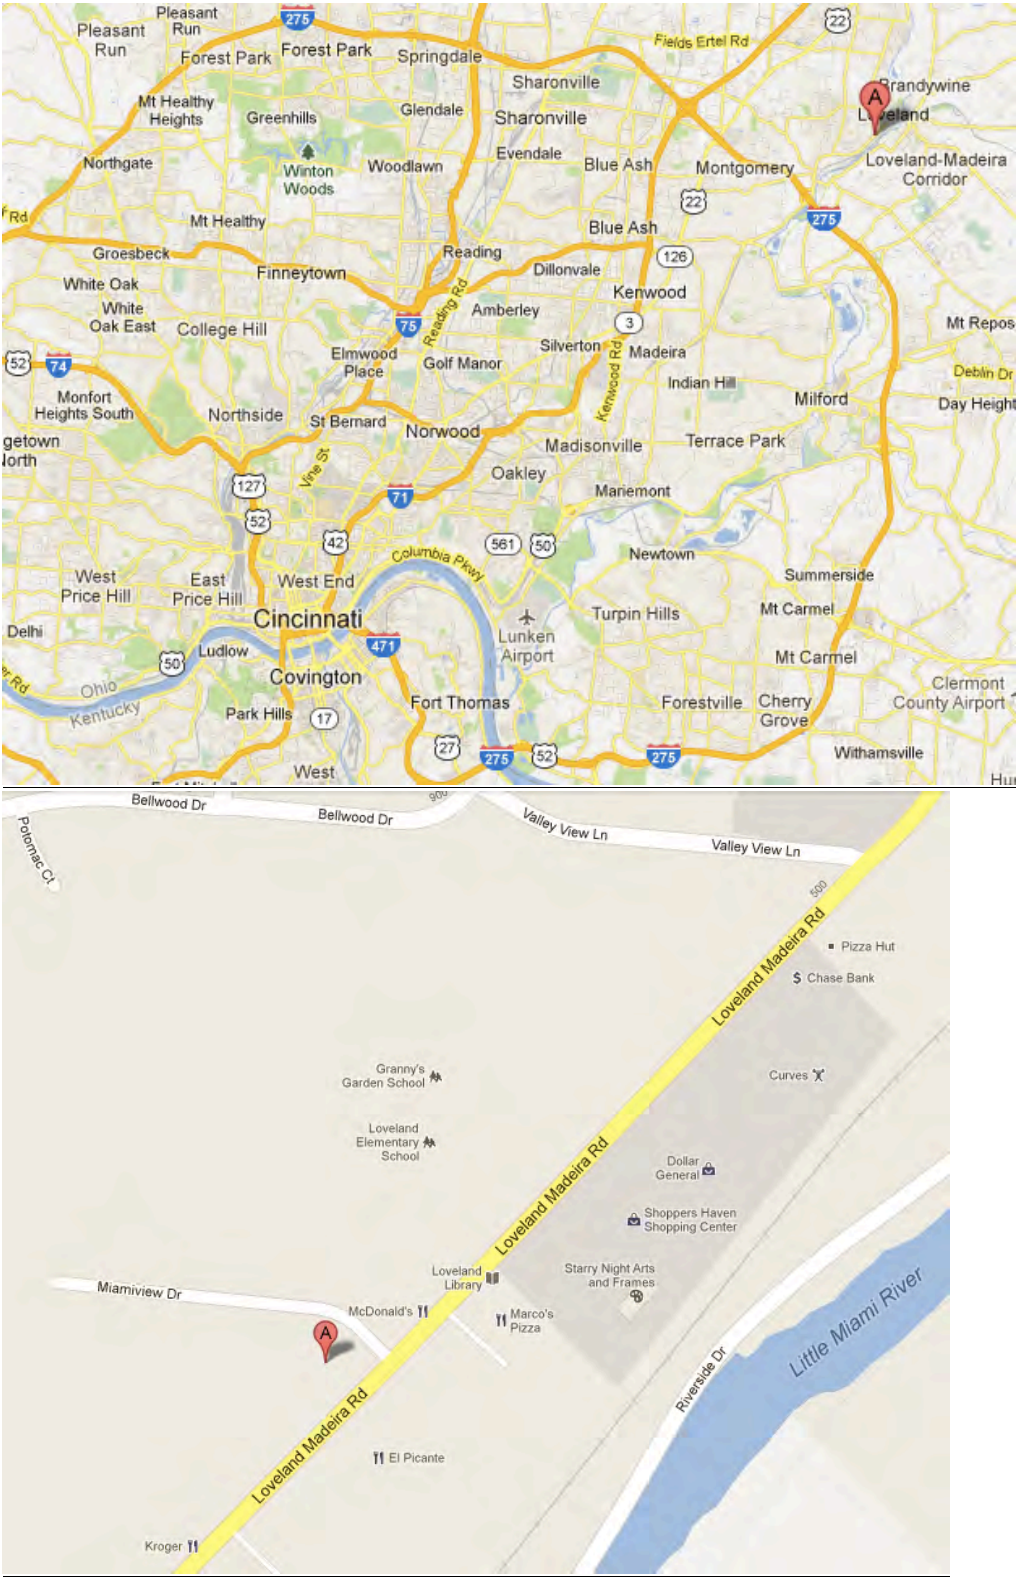 Pleasant
Run
Pleasant
Run
275
22
Forest Park
Forest Park
Springdale
Fields Ertel Rd
Sharonville
Brandywine
A
Mt Healthy
Heights
Greenhills
Glendale
Sharonville
Loveland
Evendale
Blue Ash
Montgomery
Loveland-Madeira
Corridor
Northgate
Winton
Woods
Woodlawn
22
275
Rd
Mt Healthy
Blue Ash
Groesbeck
Reading
126
Finneytown
Dillonvale
White Oak
Kenwood
White
Oak East
College Hill
75
Reading Rd
Amberley
3
Mt Repos
52
74
Elmwood
Place
Golf Manor
Silverton
Kenwood Rd
Madeira
Indian Hill
Deblin Dr
Monfort
Heights South
Northside
St Bernard
Norwood
Milford
Day Height
getown
North
Vine St
Madisonville
Terrace Park
Oakley
127
71
Mariemont
52
42
Columbia Pkwy
561
50
Newtown
West
Price Hill
East
Price Hill
West End
Summerside
Cincinnati
Turpin Hills
Mt Carmel
Delhi
Ludlow
471
Lunken
Airport
50
Mt Carmel
er Rd
Ohio
Kentucky
Covington
Clermont
County Airport
Park Hills
17
Fort Thomas
Forestville
Cherry
Grove
27
275
52
275
Withamsville
West
Hur
Bellwood Dr
Bellwood Dr
900
Valley View Ln
Valley View Ln
Potomac Ct
500
Loveland Madeira Rd
Pizza Hut
$ Chase Bank
Granny's
Garden School
Curves
Loveland
Elementary
School
Loveland Madeira Rd
Dollar
General
Shoppers Haven
Shopping Center
Loveland
Library
Starry Night Arts
and Frames
Miamiview Dr
McDonald's
Marco's
Pizza
Little Miami River
A
Riverside Dr
Loveland Madeira Rd
El Picante
Kroger